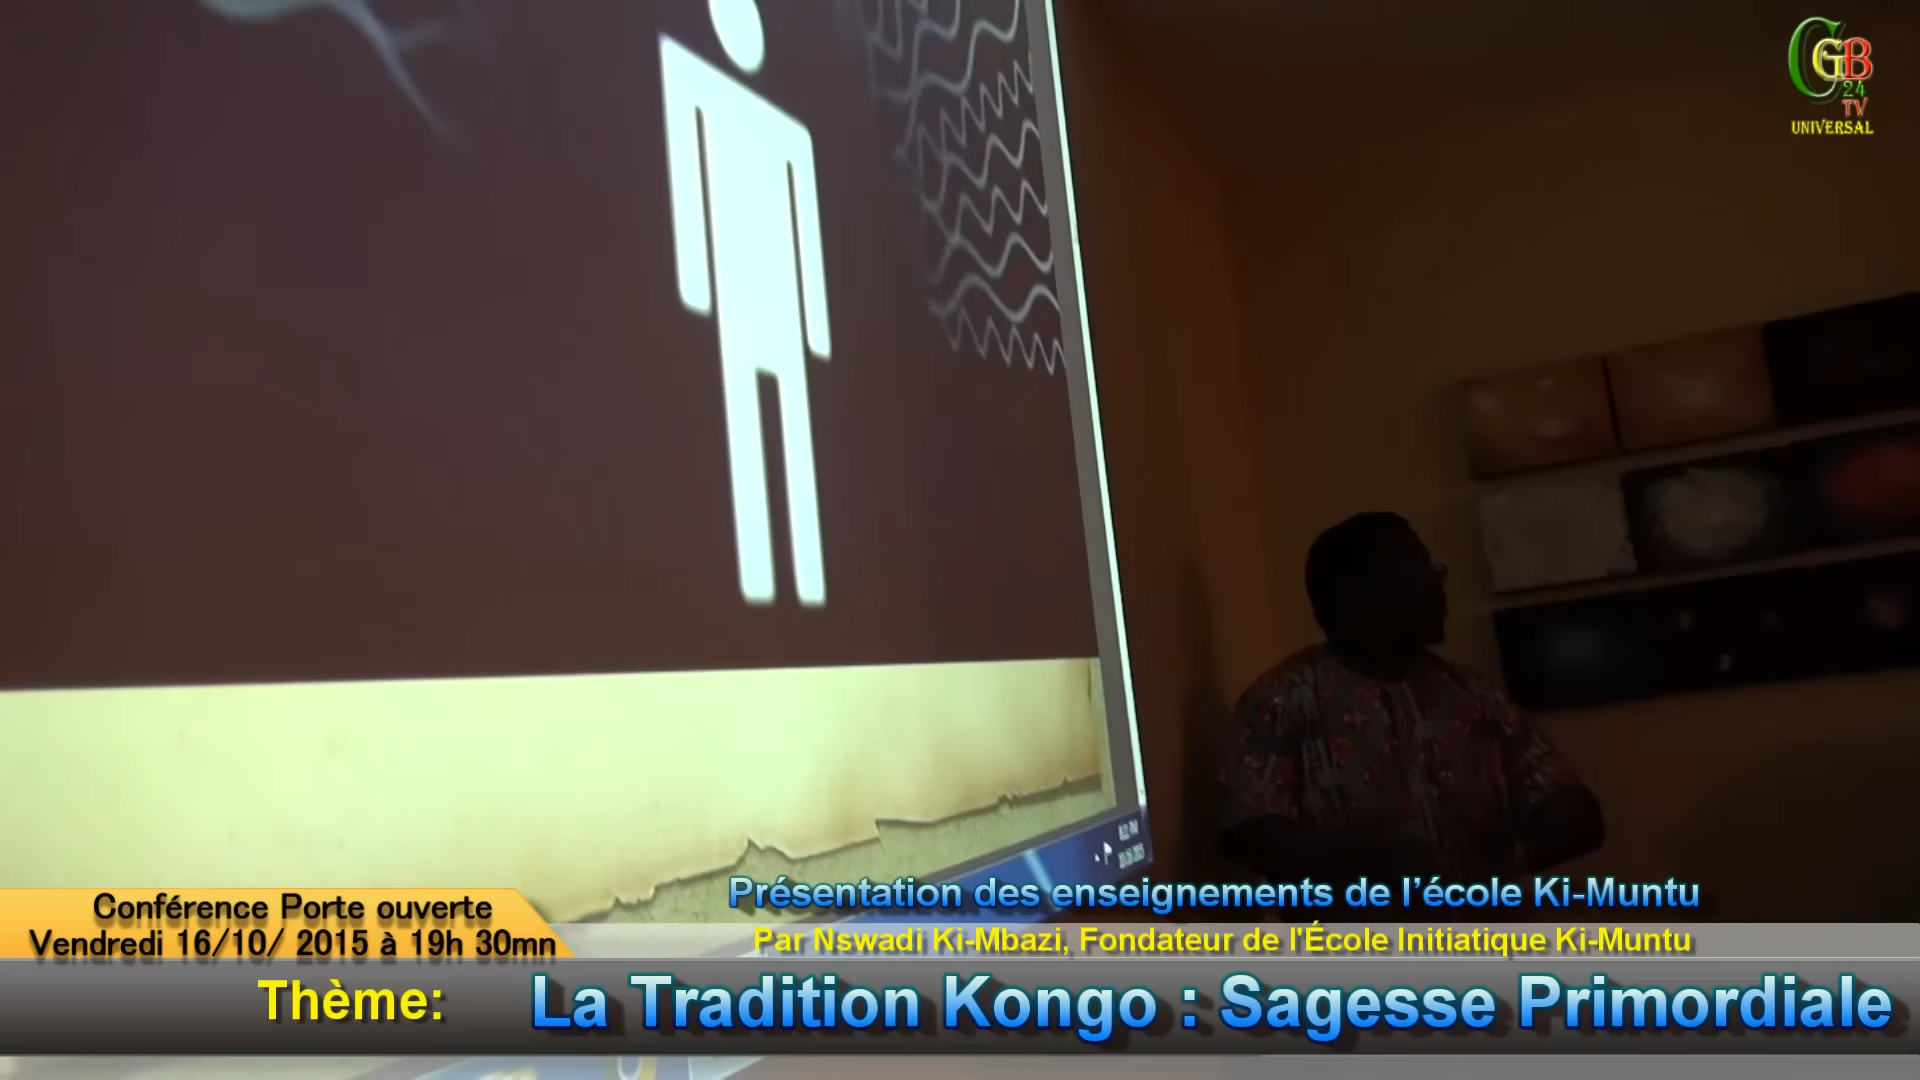 CGB
24
TV
UNIVERSAL
Présentation des enseignements de l’école Ki-Muntu
Conférence Porte ouverte
Vendredi 16/10/ 2015 à 19h 30mn
Par Nswadi Ki-Mbazi, Fondateur de l'École Initiatique Ki-Muntu
Thème:
La Tradition Kongo : Sagesse Primordiale